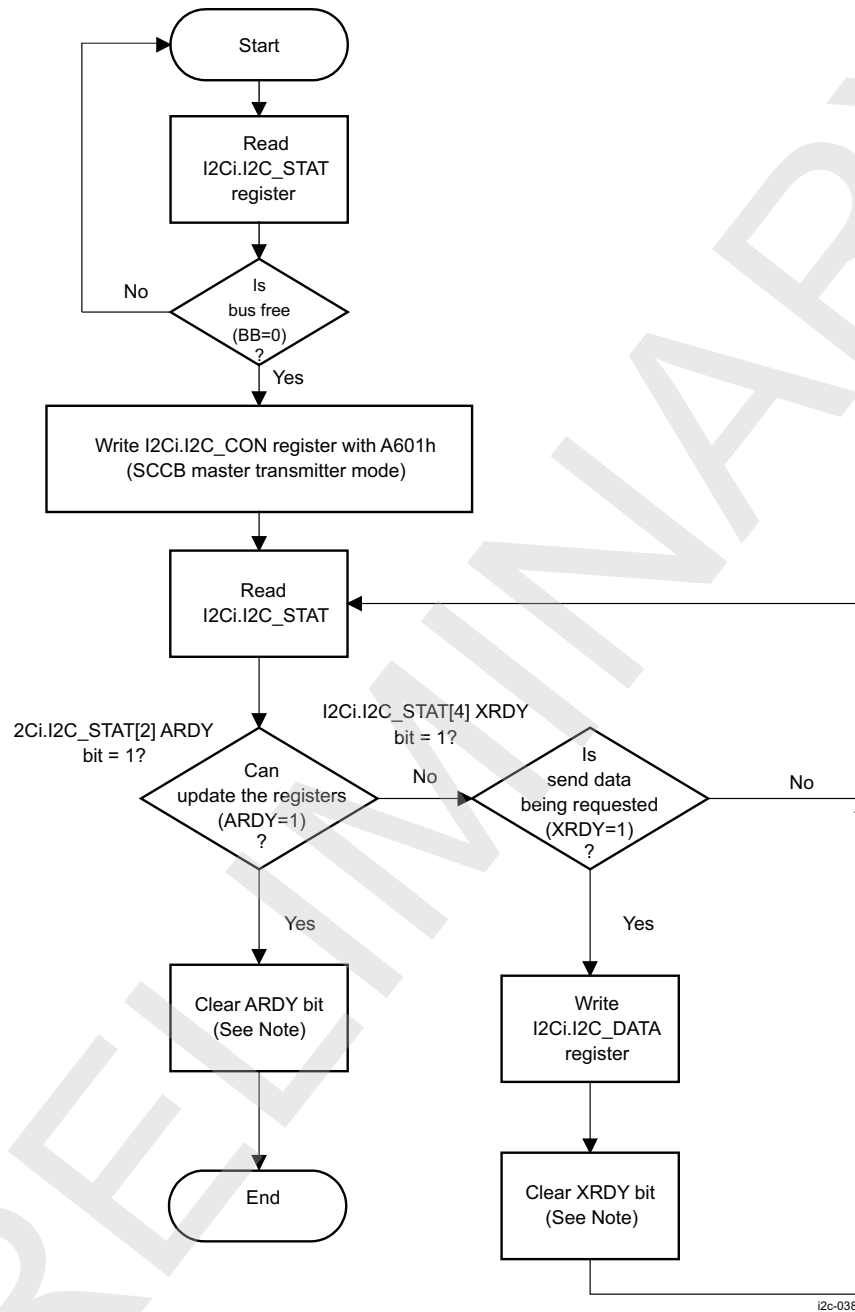 Start
Read
I2Ci.I2C_STAT
register
Is
bus free
(BB=0)
?
No
Yes
Write I2Ci.I2C_CON register with A601h
(SCCB master transmitter mode)
Read
I2Ci.I2C_STAT
2Ci.I2C_STAT[2] ARDY
bit = 1?
Can
update the registers
(ARDY=1)
?
No
I2Ci.I2C_STAT[4] XRDY
bit = 1?
Is
send data
being requested
(XRDY=1)
?
No
Yes
Yes
Clear ARDY bit
(See Note)
Write
I2Ci.I2C_DATA
register
End
Clear XRDY bit
(See Note)
i2c-038
RELIMINAR